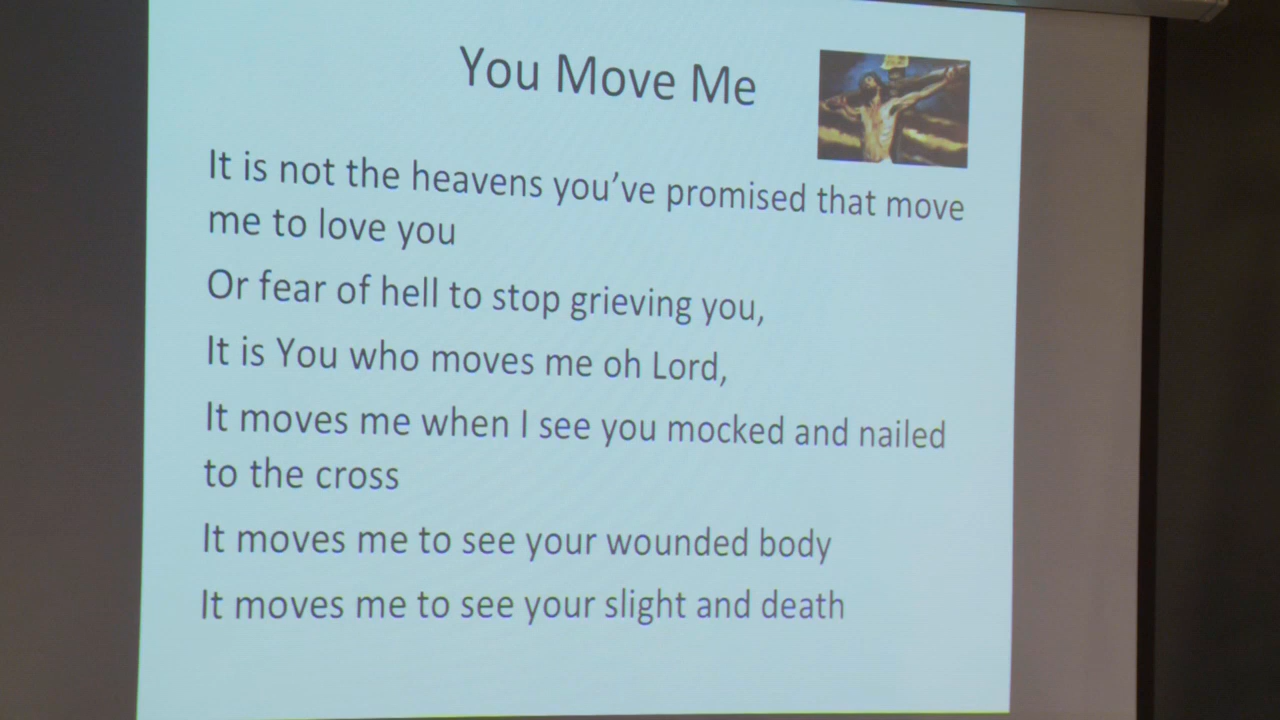 You Move Me
It is not the heavens you've promised that move
me to love you
Or fear of hell to stop grieving you,
It is You who moves me oh Lord,
It moves me when I see you mocked and nailed
to the cross
It moves me to see your wounded body
It moves me to see your slight and death